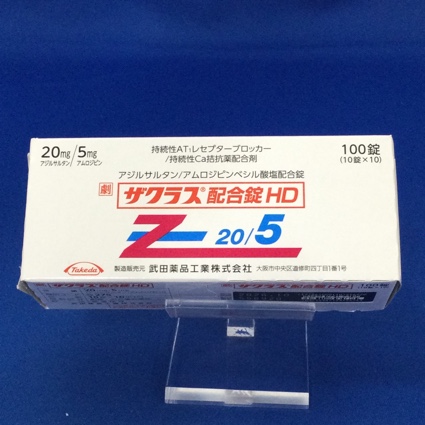 20mg/5mg
アジルサルタン アムロジピン
持続性AT₁レセプターブロッカー
/持続性Ca拮抗薬配合剤
100錠
(10錠×10)
アジルサルタン/アムロジピンベシル酸塩配合錠
劇 ザクラス®配合錠HD
20/5
Takeda
製造販売元 武田薬品工業株式会社 大阪市中央区道修町四丁目1番1号
ザクラス®配合錠HD